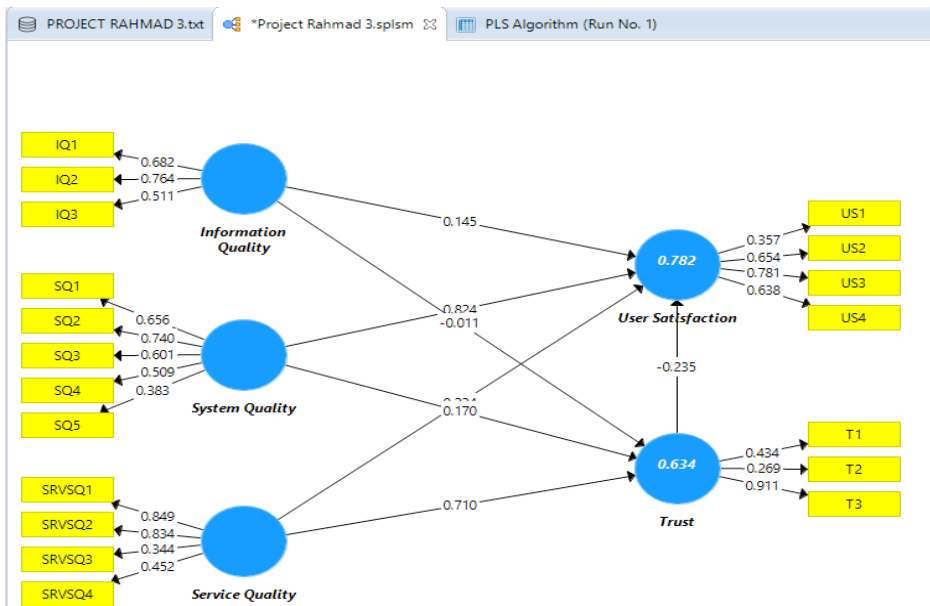 PROJECT RAHMAD 3.txt
*Project Rahmad 3.splsm
PLS Algorithm (Run No. 1)
IQ1
IQ2
IQ3
0.682
0.764
0.511
Information
Quality
SQ1
SQ2
SQ3
SQ4
SQ5
0.656
0.740
0.601
0.509
0.383
System Quality
SRVSQ1
SRVSQ2
SRVSQ3
SRVSQ4
0.849
0.834
0.344
0.452
Service Quality
0.145
0.824
-0.011
0.170
0.710
-0.235
0.782
User Satisfaction
0.357
0.654
0.781
0.638
US1
US2
US3
US4
0.634
Trust
0.434
0.269
0.911
T1
T2
T3